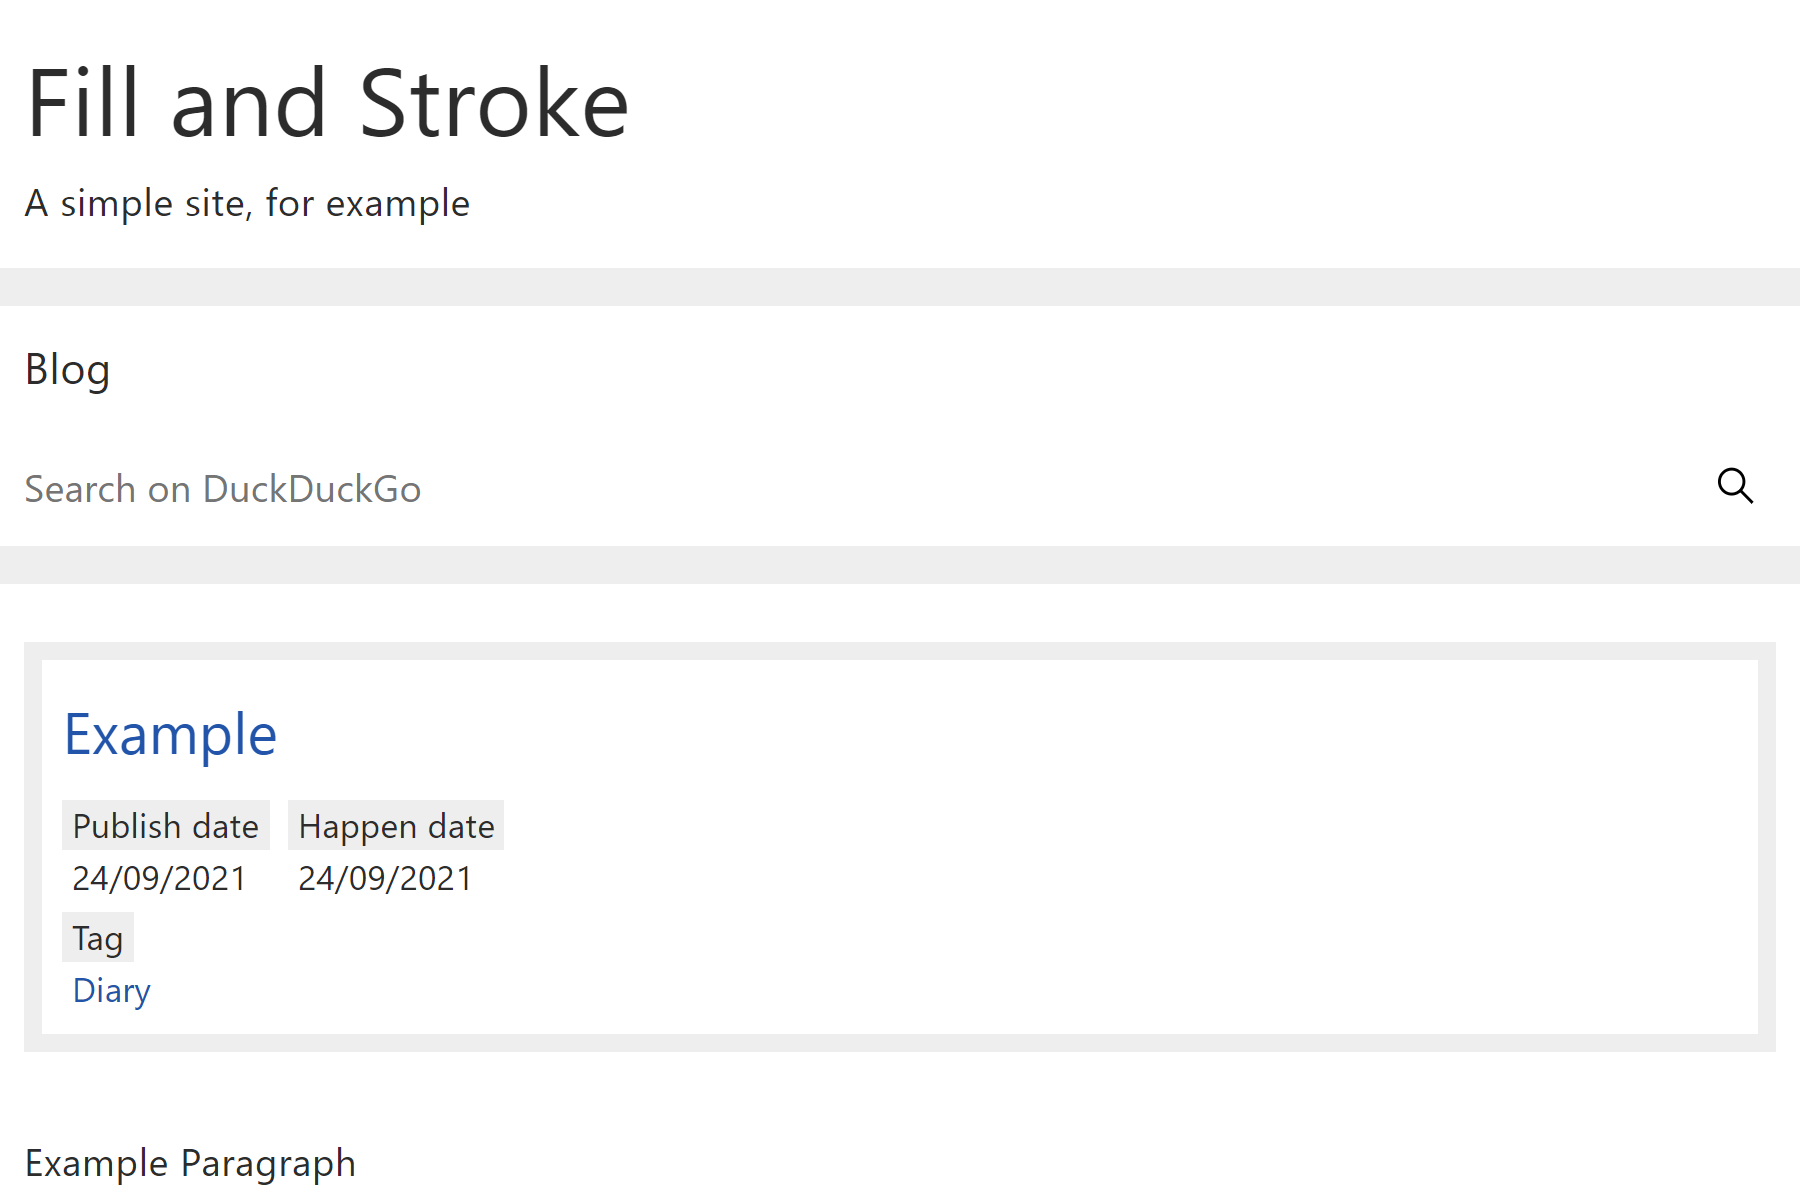 Fill and Stroke
A simple site, for example
Blog
Search on DuckDuckGo
Example
Publish date Happen date
24/09/2021 24/09/2021
Tag
Diary
Example Paragraph